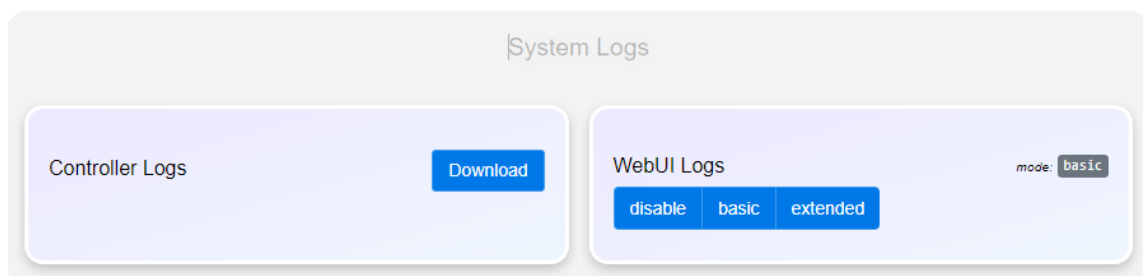 System Logs
Controller Logs
Download
WebUI Logs
mode: basic
disable basic extended